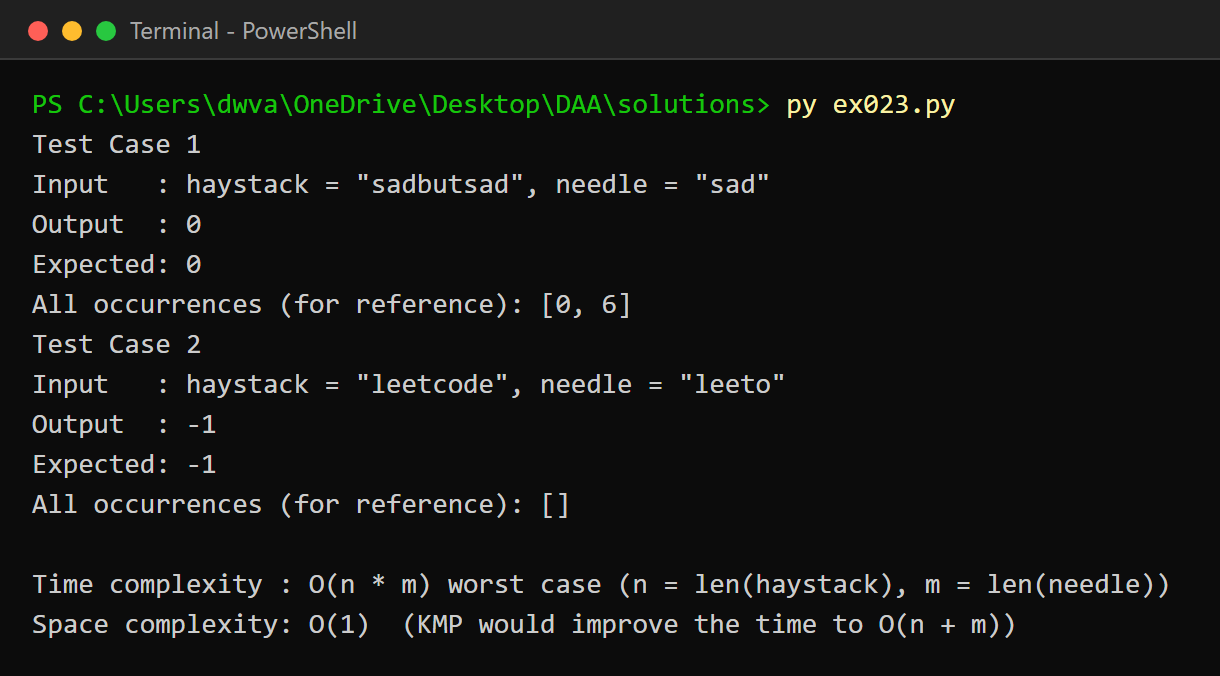 Terminal - PowerShell
PS C:\Users\dwva\OneDrive\Desktop\DAA\solutions> py ex023.py
Test Case 1
Input   : haystack = "sadbutsad", needle = "sad"
Output  : 0
Expected: 0
All occurrences (for reference): [0, 6]
Test Case 2
Input   : haystack = "leetcode", needle = "leeto"
Output  : -1
Expected: -1
All occurrences (for reference): []
Time complexity : O(n * m) worst case (n = len(haystack), m = len(needle))
Space complexity: O(1)  (KMP would improve the time to O(n + m))